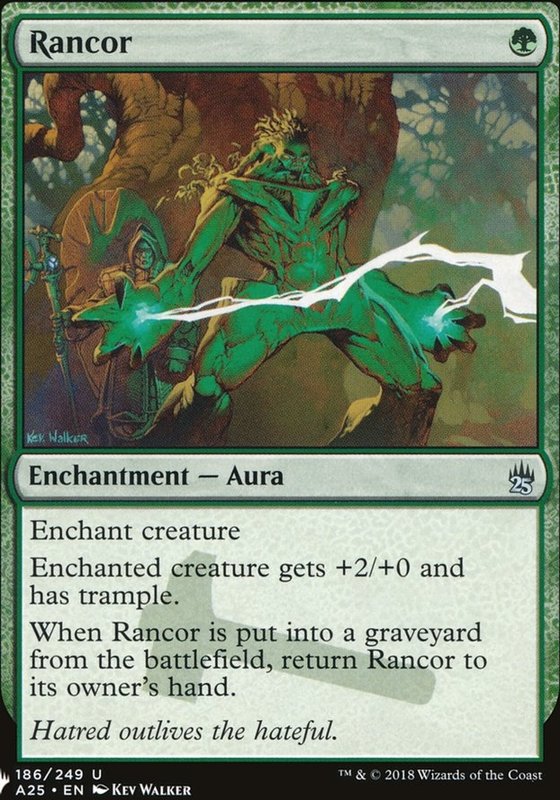 Rancor
Kev. Walker
Enchantment — Aura
25
Enchant creature
Enchanted creature gets +2/+0 and
has trample.
When Rancor is put into a graveyard
from the battlefield, return Rancor to
its owner's hand.
Hatred outlives the hateful.
186/249 U
A25 • EN Kev Walker
™ & © 2018 Wizards of the Coast